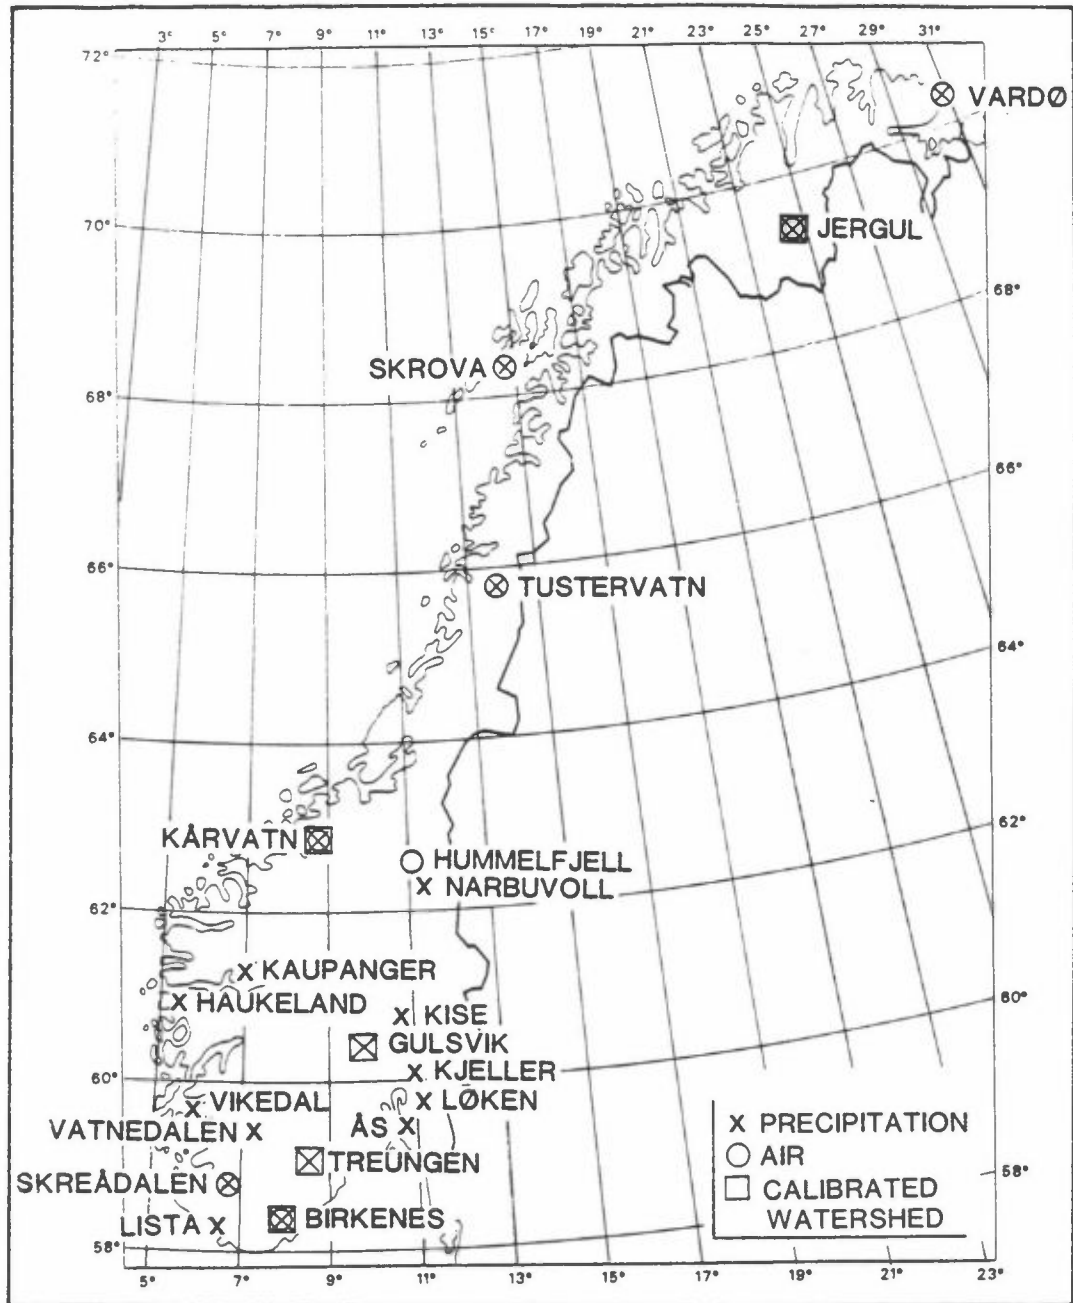 3° 5° 7° 9° 11° 13° 15° 17° 19° 21° 23° 25° 27° 29° 31°
72°
VARDØ
70°
JERGUL
68°
SKROVA
68°
66°
66°
TUSTERVATN
64°
64°
62°
KÅRVATN
HUMMELFJELL
NARBUVOLL
62°
KAUPANGER
HAUKELAND
60°
KISE
GULSVIK
KJELLER
60°
VIKEDAL
LØKEN
VATNEDALEN
ÅS
X PRECIPITATION
AIR
CALIBRATED
WATERSHED
TREUNGEN
58°
SKREÅDALEN
BIRKENES
LISTA
58°
5° 7° 9° 11° 13° 15° 17° 19° 21° 23°